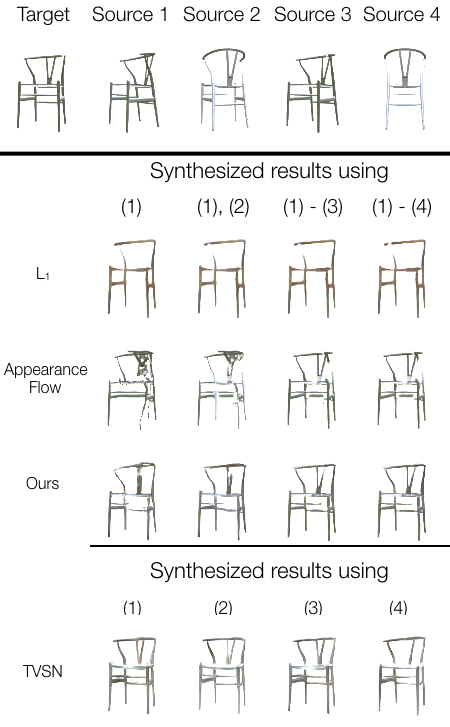 Target Source 1 Source 2 Source 3 Source 4
Synthesized results using
(1) (1), (2) (1) - (3) (1) - (4)
L₁
Appearance
Flow
Ours
Synthesized results using
(1) (2) (3) (4)
TVSN